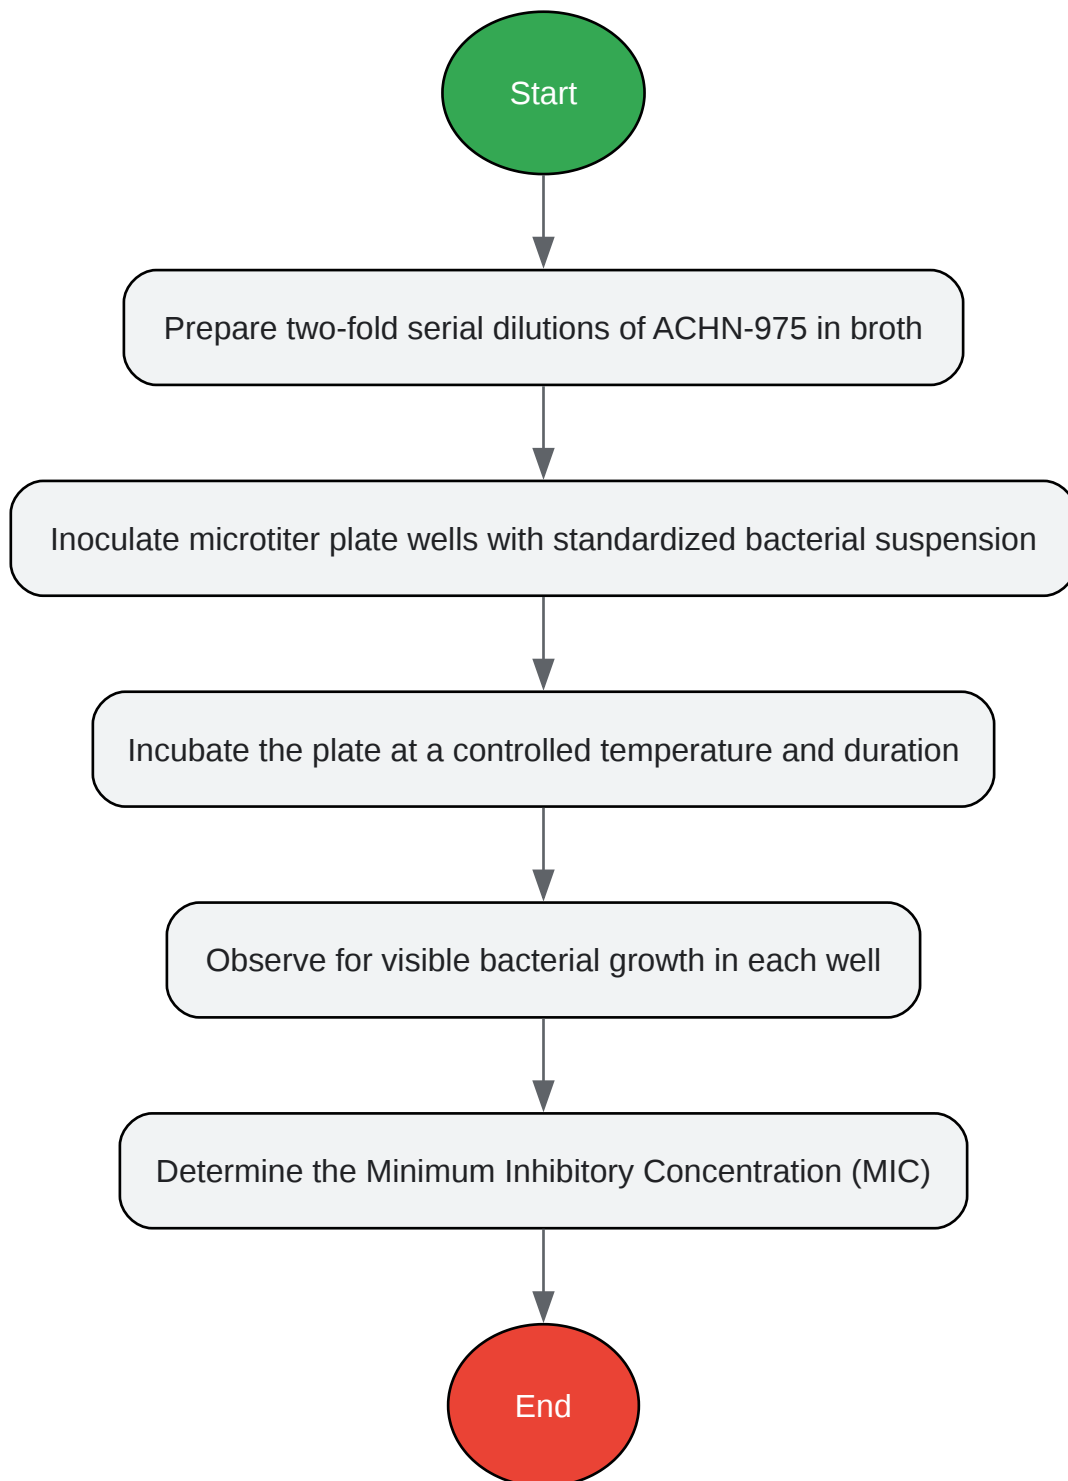 Start
Prepare two-fold serial dilutions of ACHN-975 in broth
Inoculate microtiter plate wells with standardized bacterial suspension
Incubate the plate at a controlled temperature and duration
Observe for visible bacterial growth in each well
Determine the Minimum Inhibitory Concentration (MIC)
End